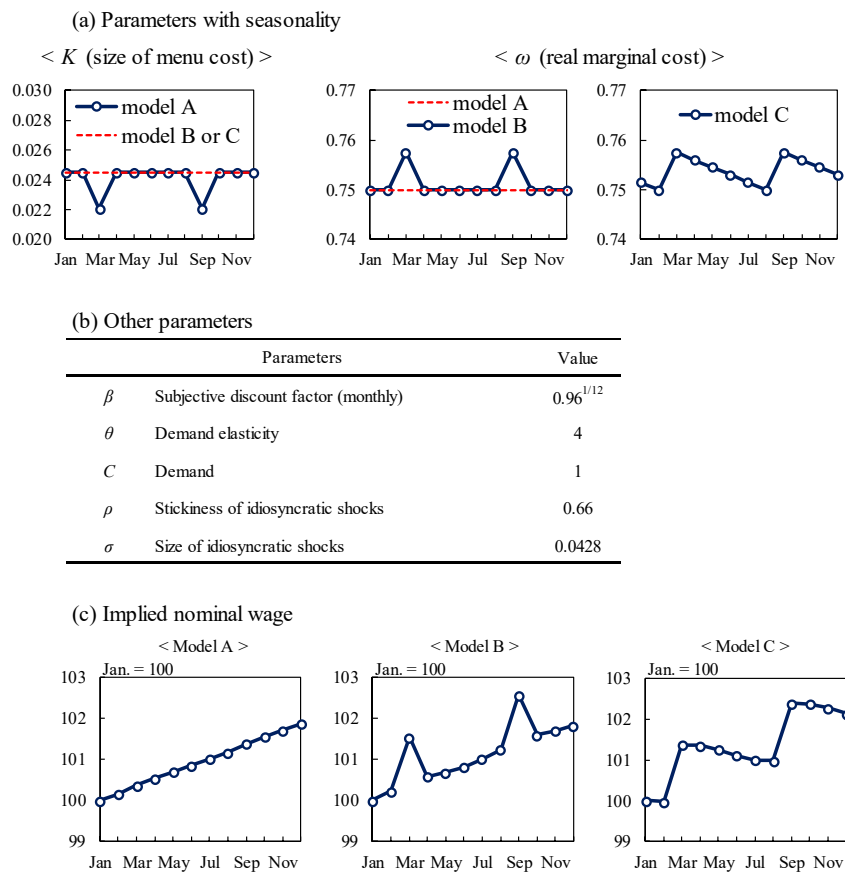 (a) Parameters with seasonality
< K (size of menu cost) >
< ω (real marginal cost) >
0.030
0.028
0.026
0.024
0.022
0.020
model A
model B or C
Jan Mar May Jul Sep Nov
0.77
0.76
0.75
0.74
model A
model B
Jan Mar May Jul Sep Nov
0.77
0.76
0.75
0.74
model C
Jan Mar May Jul Sep Nov
(b) Other parameters
Parameters Value
β Subjective discount factor (monthly) 0.96^1/12
θ Demand elasticity 4
C Demand 1
ρ Stickiness of idiosyncratic shocks 0.66
σ Size of idiosyncratic shocks 0.0428
(c) Implied nominal wage
< Model A >
Jan. = 100
103
102
101
100
99
Jan Mar May Jul Sep Nov
< Model B >
Jan. = 100
103
102
101
100
99
Jan Mar May Jul Sep Nov
< Model C >
Jan. = 100
103
102
101
100
99
Jan Mar May Jul Sep Nov